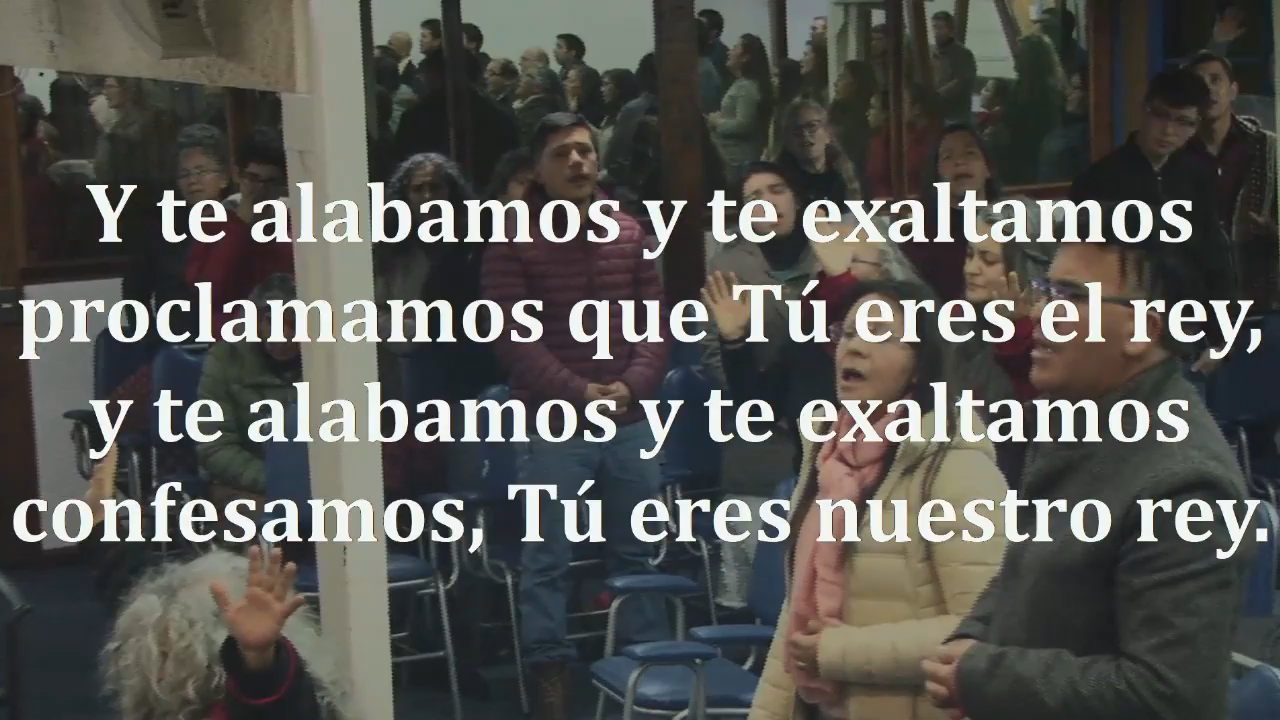 Y te alabamos y te exaltamos
proclamamos que Tú eres el rey,
y te alabamos y te exaltamos
confesamos, Tú eres nuestro rey.